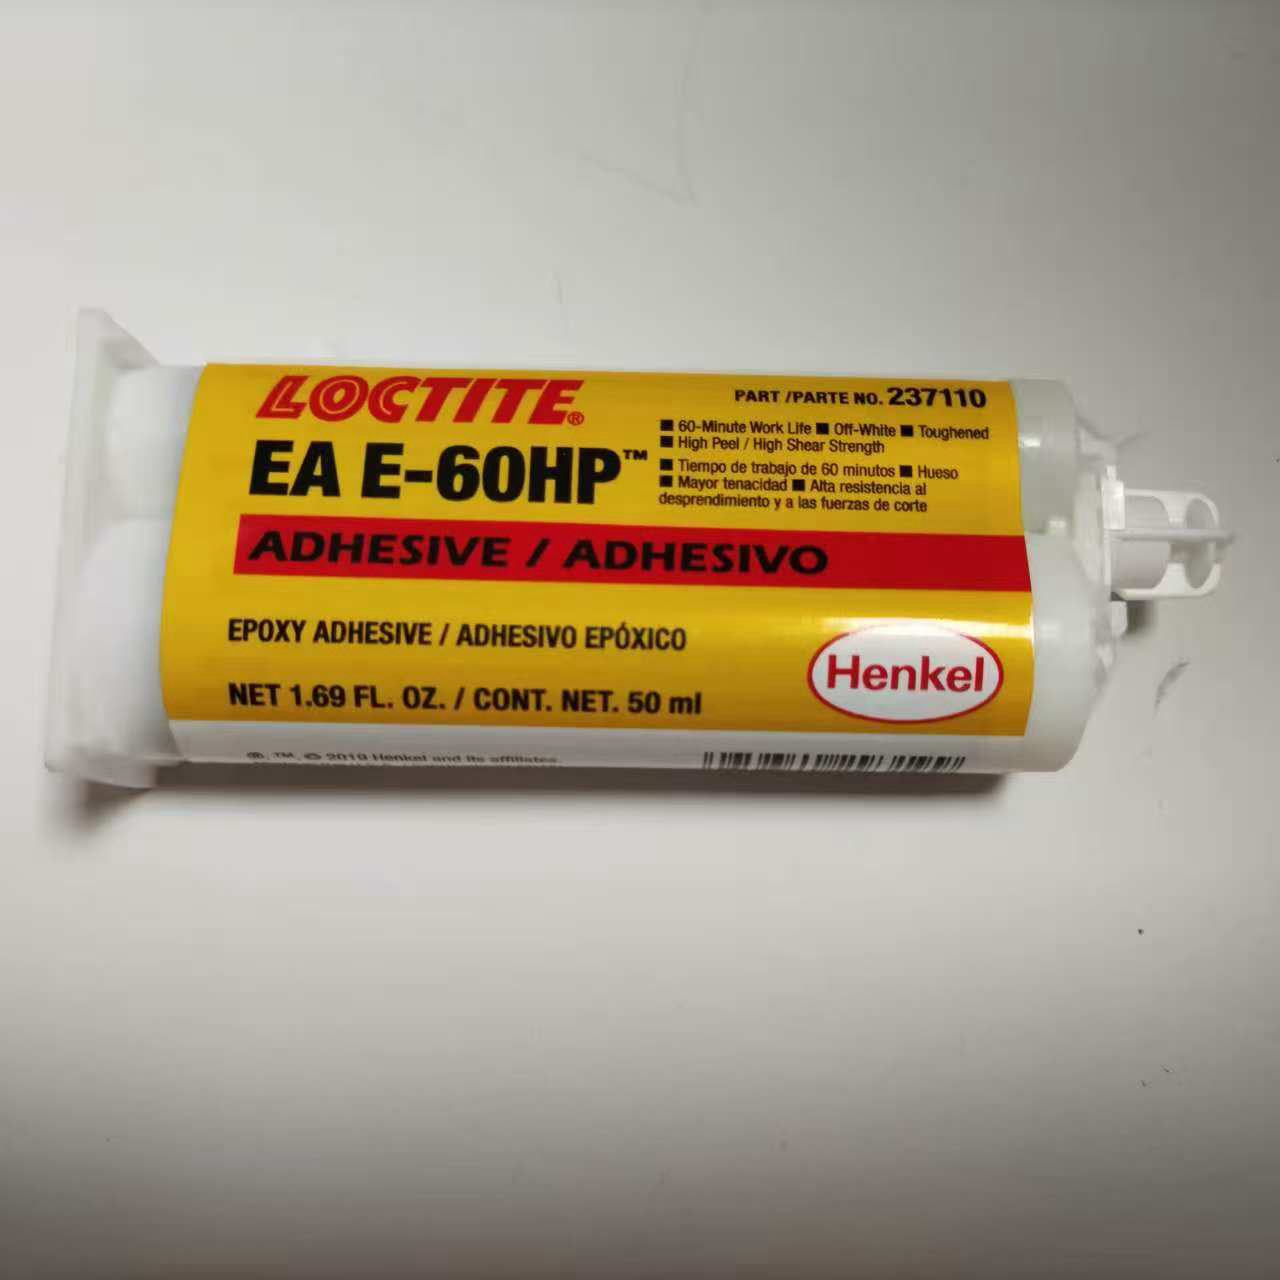 LOCTITE®
EA E-60HP™
PART /PARTE NO. 237110
■ 60-Minute Work Life ■ Off-White ■ Toughened
■ High Peel / High Shear Strength
■ Tiempo de trabajo de 60 minutos ■ Hueso
■ Mayor tenacidad ■ Alta resistencia al
desprendimiento y a las fuerzas de corte
ADHESIVE / ADHESIVO
EPOXY ADHESIVE / ADHESIVO EPÓXICO
NET 1.69 FL. OZ. / CONT. NET. 50 ml
Henkel
®, ™, © 2019 Henkel and its affiliates.